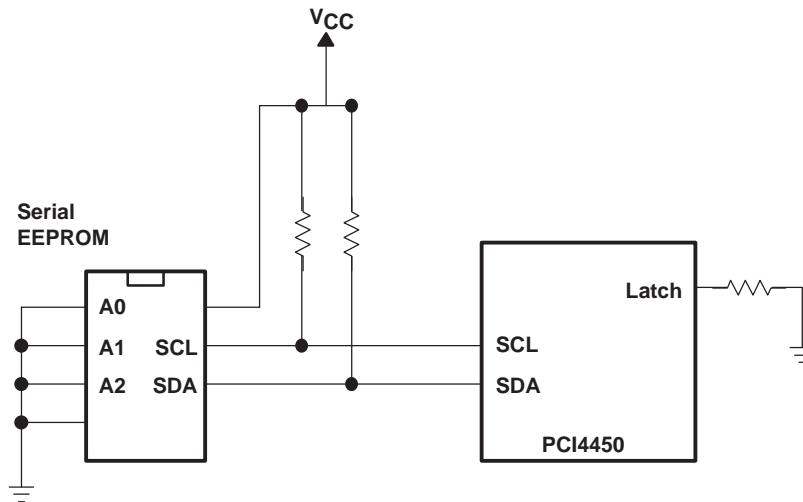 VCC
Serial
EEPROM
A0
A1 SCL
A2 SDA
Latch
SCL
SDA
PCI4450